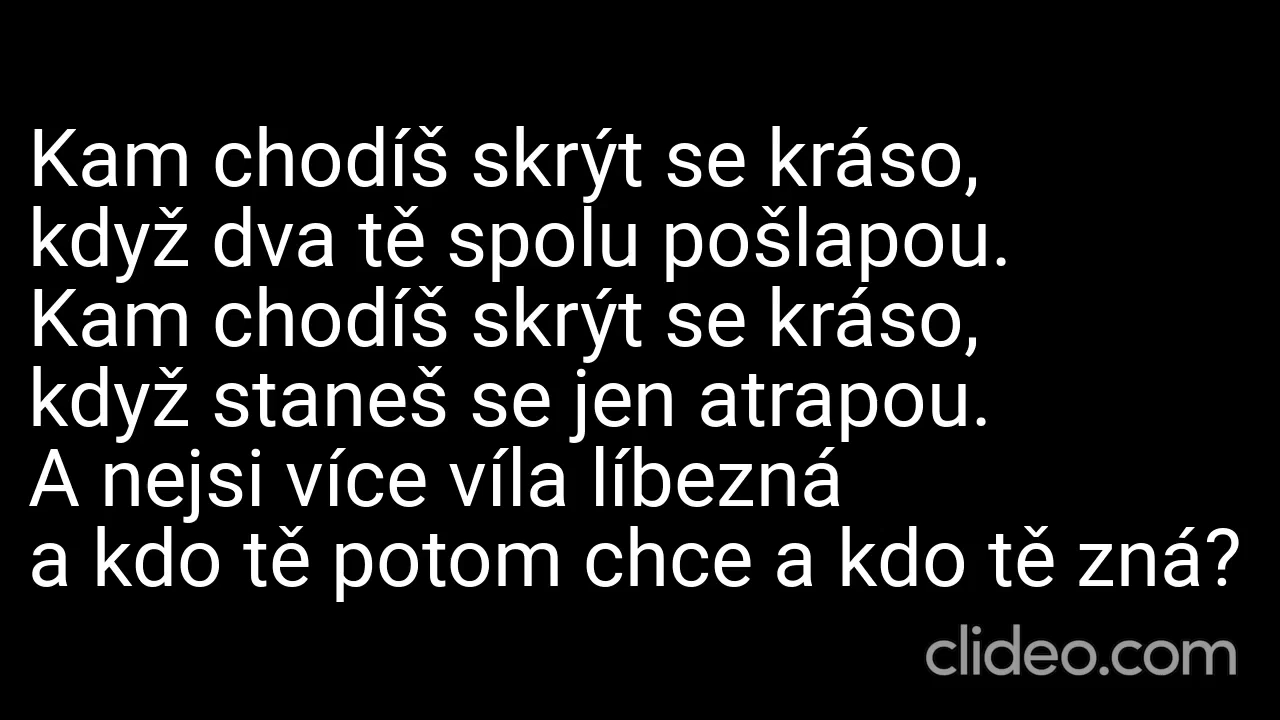 Kam chodíš skrýt se kráso,
když dva tě spolu pošlapou.
Kam chodíš skrýt se kráso,
když staneš se jen atrapou.
A nejsi více víla líbezná
a kdo tě potom chce a kdo tě zná?
clideo.com